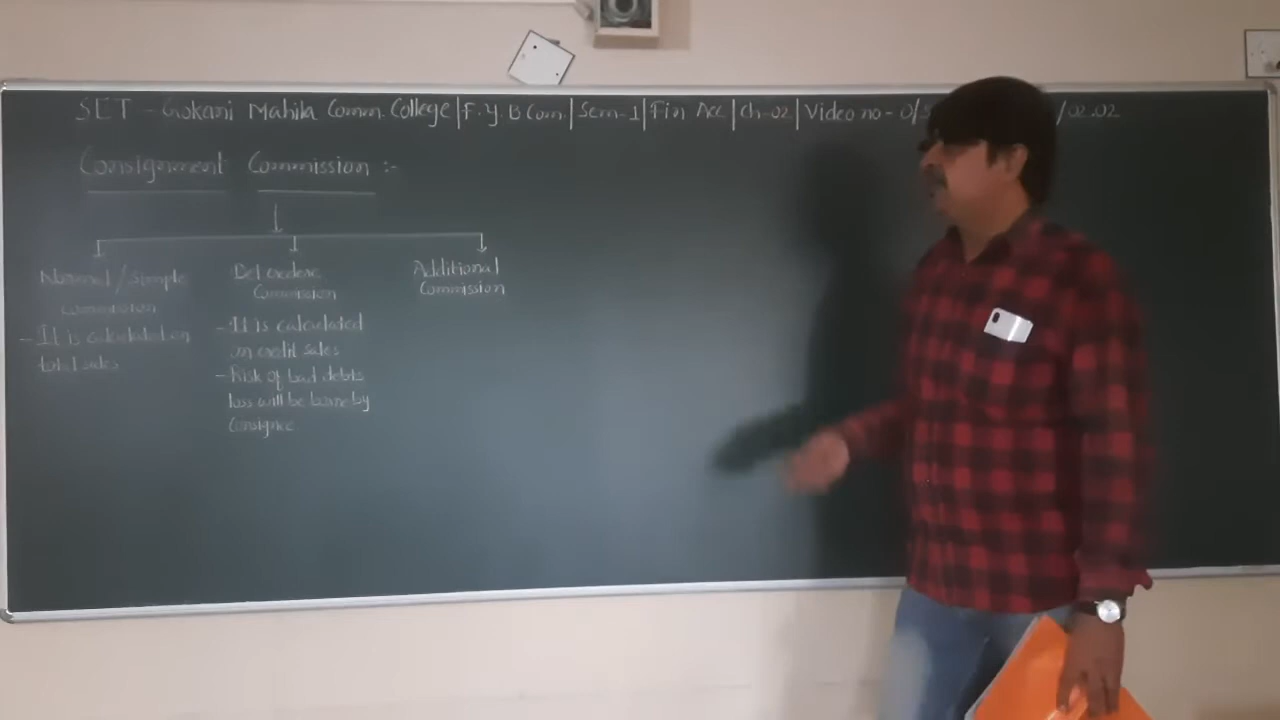 SET - Gokani Mahila Comm. College | F. Y. B Com. | Sem-1 | Fin Acc | Ch-02 | Video no - 0/ /02.02
Consignment Commission :-
Normal / Simple commission
- It is calculated on
total sales
Del credere
Commission
- It is calculated
on credit sales
- Risk of bad debts
loss will be borne by
consignee
Additional
Commission